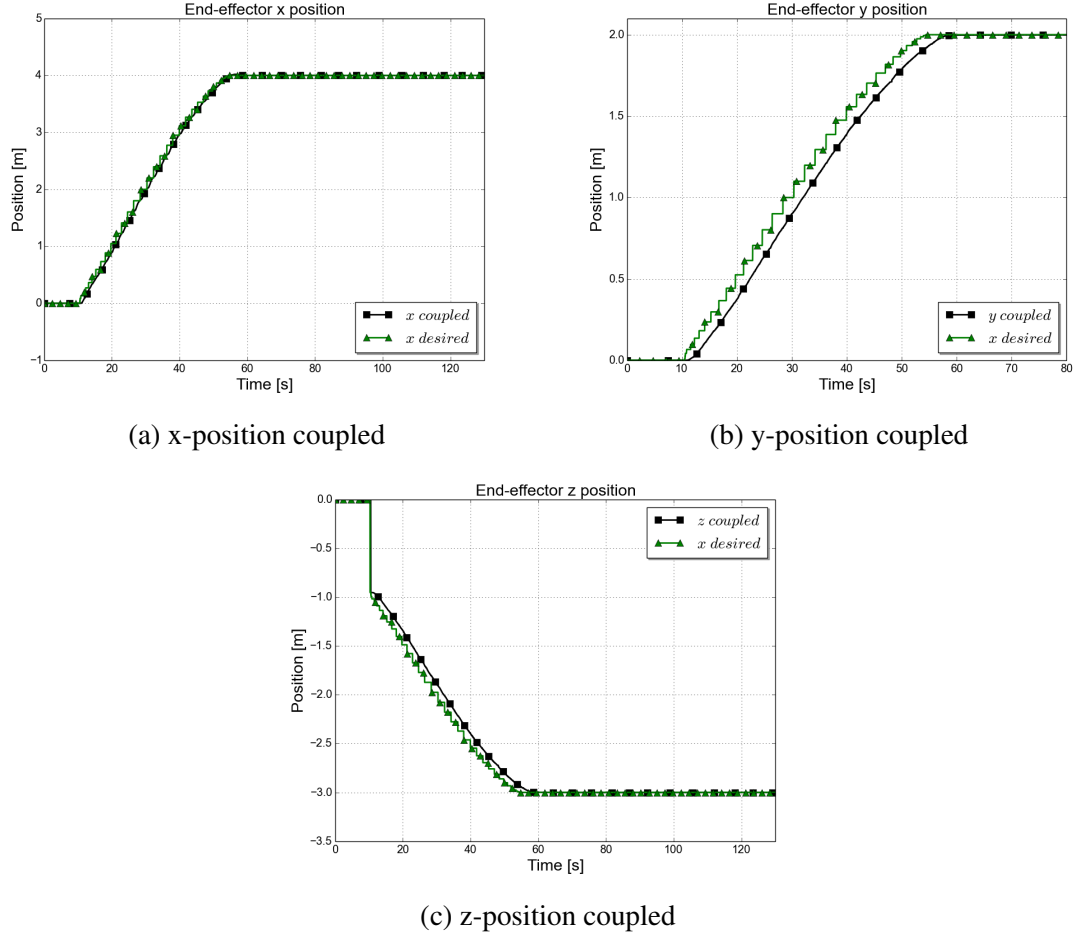 End-effector x position
5
4
3
2
1
0
−1
Position [m]
x coupled
x desired
0 20 40 60 80 100 120
Time [s]
(a) x-position coupled
End-effector y position
2.0
1.5
1.0
0.5
0.0
Position [m]
y coupled
x desired
0 10 20 30 40 50 60 70 80
Time [s]
(b) y-position coupled
End-effector z position
0.0
−0.5
−1.0
−1.5
−2.0
−2.5
−3.0
−3.5
Position [m]
z coupled
x desired
0 20 40 60 80 100 120
Time [s]
(c) z-position coupled